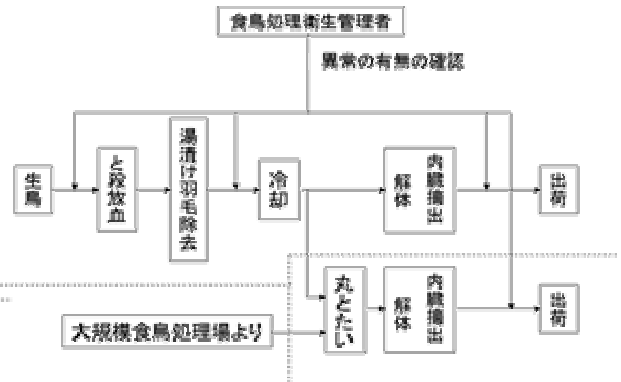 食鳥処理衛生管理者
異常の有無の確認
生鳥
と殺放血
湯漬け羽毛除去
冷却
解体
内臓摘出
出荷
丸とたい
解体
内臓摘出
出荷
大規模食鳥処理場より